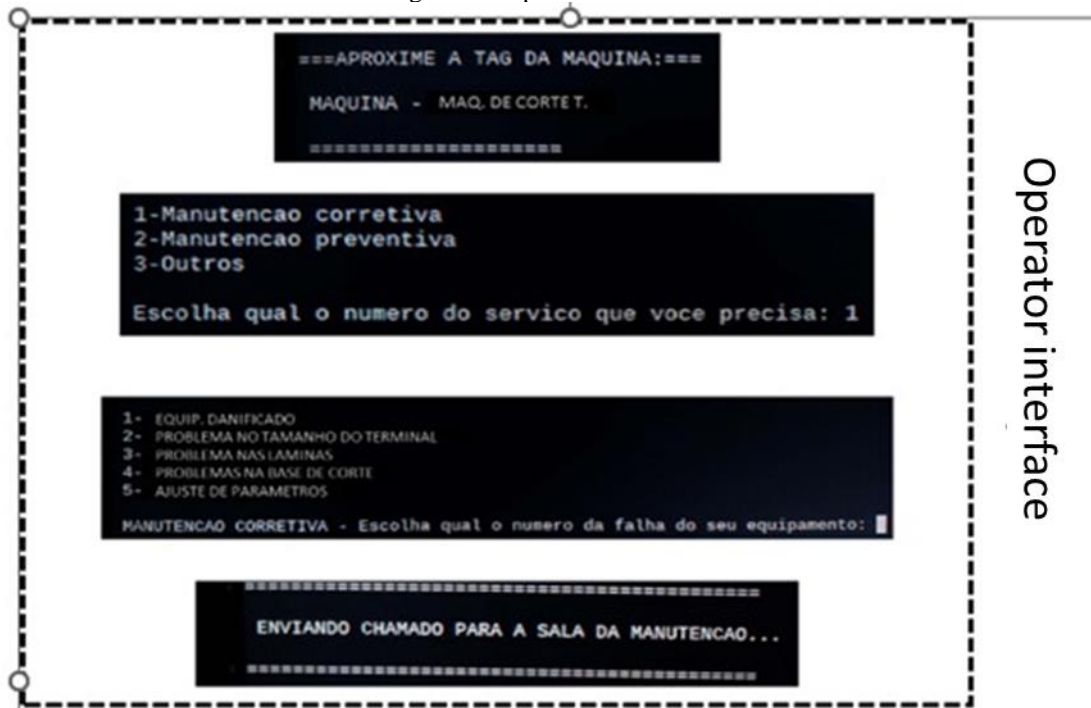 ===APROXIME A TAG DA MAQUINA:===
MAQUINA - MAQ. DE CORTE T.
====================
1-Manutencao corretiva
2-Manutencao preventiva
3-Outros
Escolha qual o numero do servico que voce precisa: 1
1- EQUIP. DANIFICADO
2- PROBLEMA NO TAMANHO DO TERMINAL
3- PROBLEMA NAS LAMINAS
4- PROBLEMAS NA BASE DE CORTE
5- AJUSTE DE PARAMETROS
MANUTENCAO CORRETIVA - Escolha qual o numero da falha do seu equipamento:
========================================
ENVIANDO CHAMADO PARA A SALA DA MANUTENCAO...
========================================
Operator interface